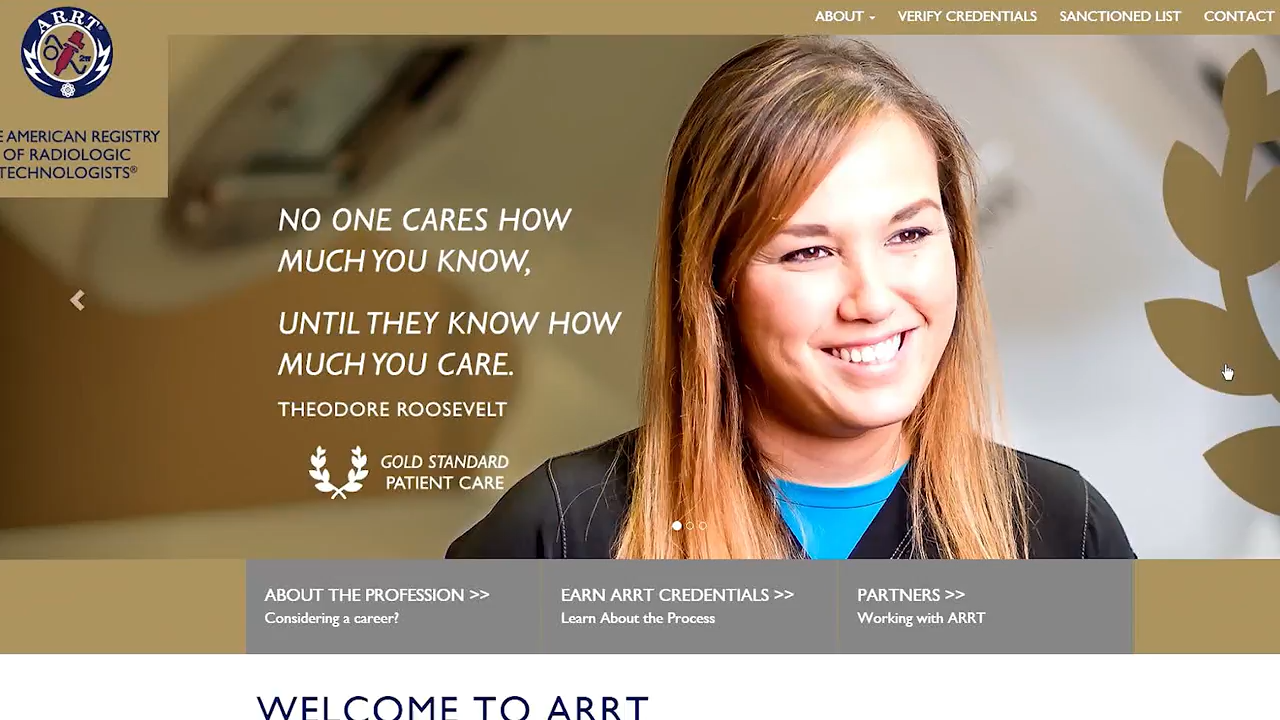 ARRT®
ABOUT
VERIFY CREDENTIALS
SANCTIONED LIST
CONTACT
E AMERICAN REGISTRY
OF RADIOLOGIC
TECHNOLOGISTS®
NO ONE CARES HOW
MUCH YOU KNOW,
UNTIL THEY KNOW HOW
MUCH YOU CARE.
THEODORE ROOSEVELT
GOLD STANDARD
PATIENT CARE
ABOUT THE PROFESSION >>
Considering a career?
EARN ARRT CREDENTIALS >>
Learn About the Process
PARTNERS >>
Working with ARRT
WELCOME TO ARRT